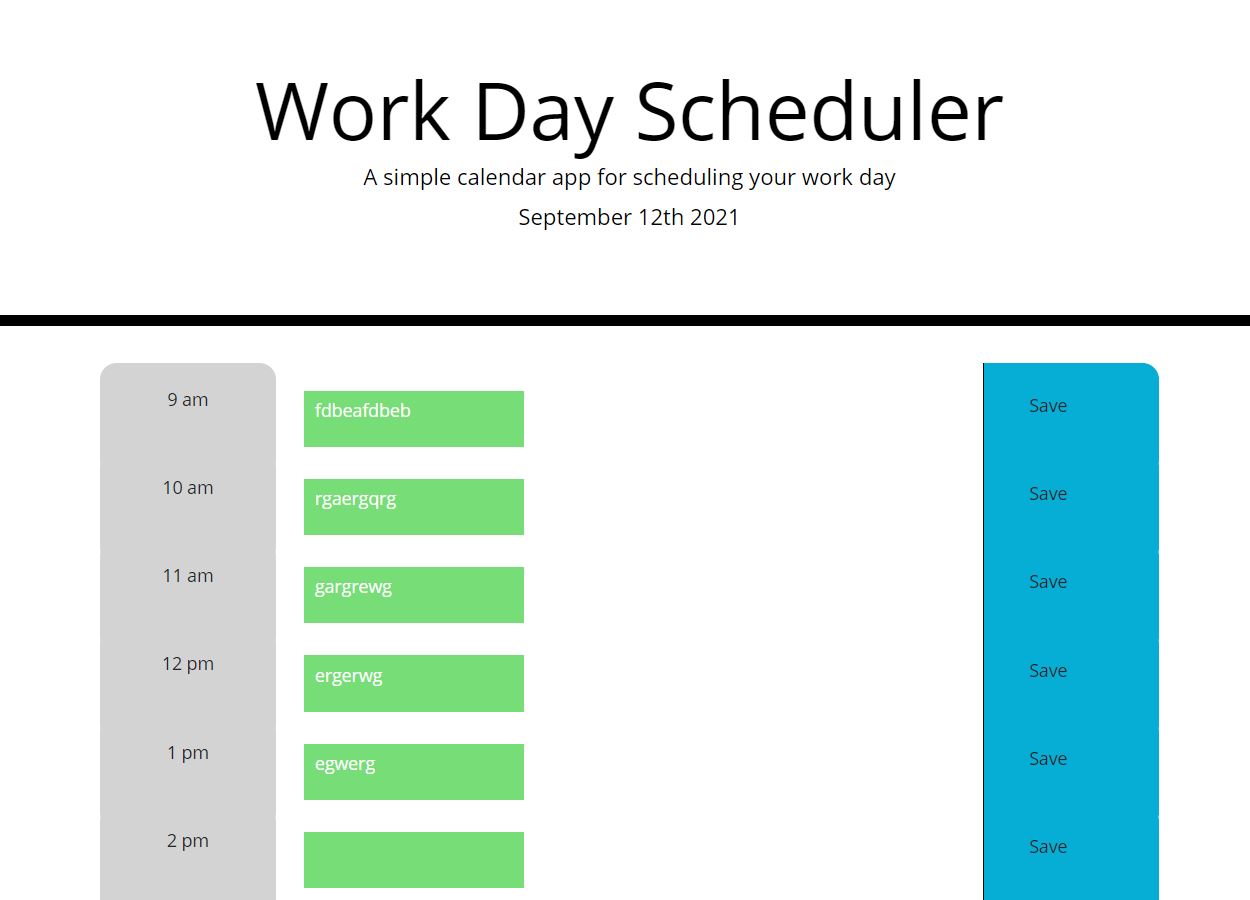 Work Day Scheduler
A simple calendar app for scheduling your work day
September 12th 2021
9 am fdbeafdbeb Save
10 am rgaergqrg Save
11 am gargrewg Save
12 pm ergerwg Save
1 pm egwerg Save
2 pm Save